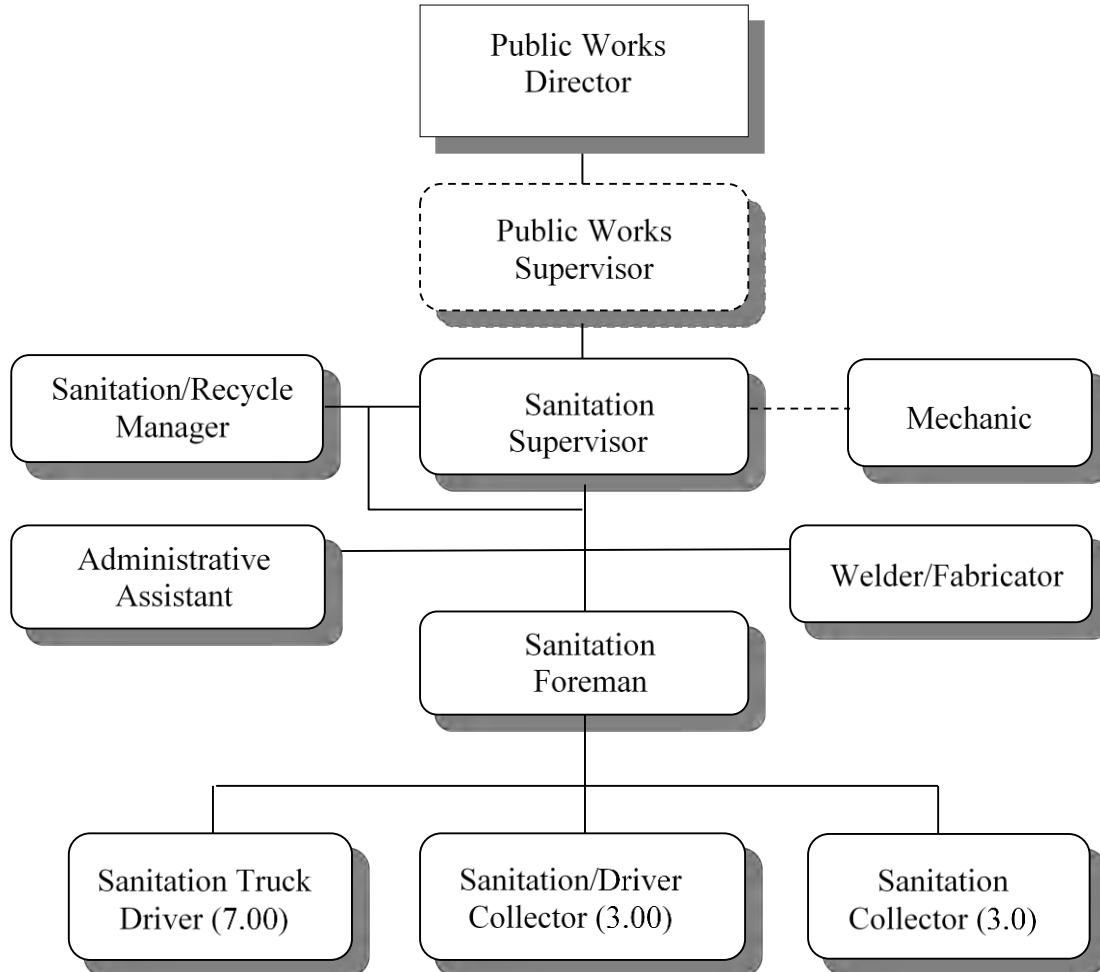 Public Works
Director
Public Works
Supervisor
Sanitation/Recycle
Manager
Sanitation
Supervisor
Mechanic
Administrative
Assistant
Welder/Fabricator
Sanitation
Foreman
Sanitation Truck
Driver (7.00)
Sanitation/Driver
Collector (3.00)
Sanitation
Collector (3.0)